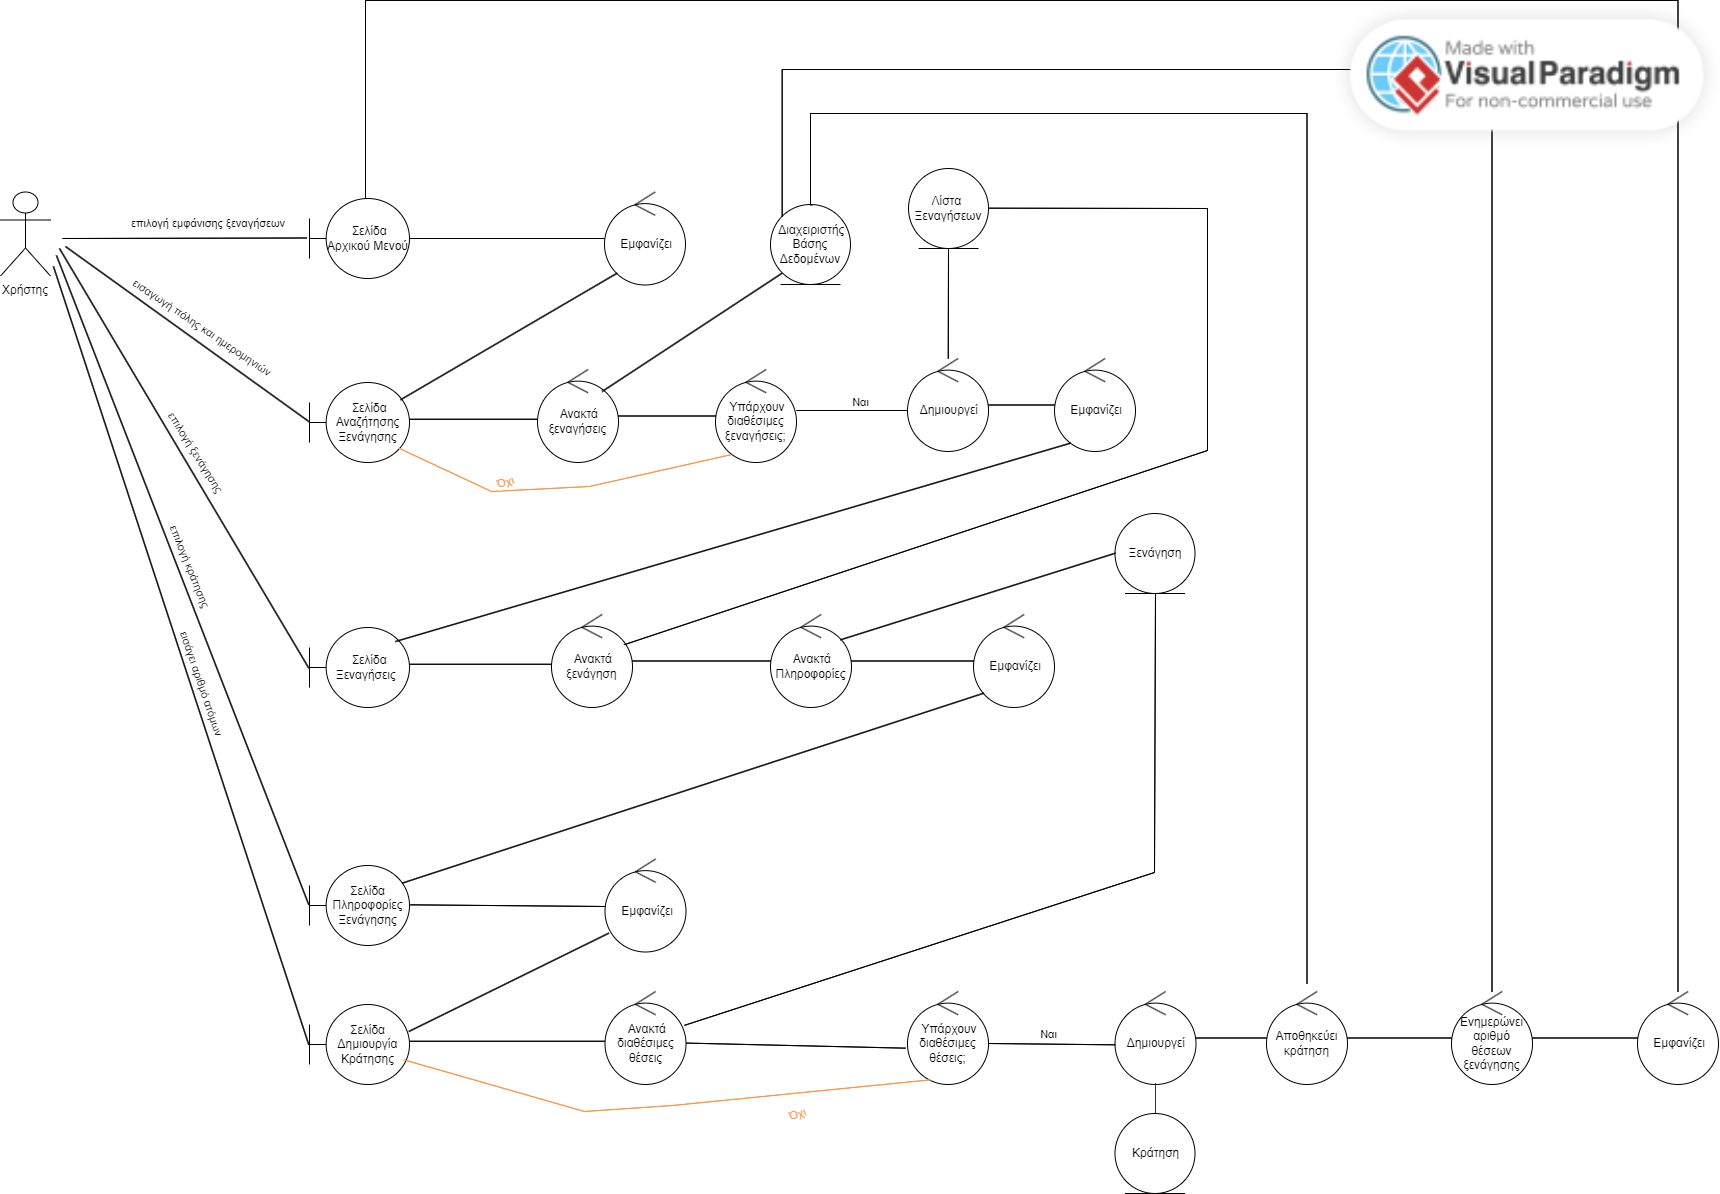 Made with
Visual Paradigm
For non-commercial use
Χρήστης
επιλογή εμφάνισης ξεναγήσεων
Σελίδα
Αρχικού Μενού
Εμφανίζει
Διαχειριστής
Βάσης
Δεδομένων
Λίστα
Ξεναγήσεων
εισαγωγή πόλης και ημερομηνιών
Σελίδα
Αναζήτησης
Ξενάγησης
Ανακτά
ξεναγήσεις
Υπάρχουν
διαθέσιμες
ξεναγήσεις;
Ναι
Δημιουργεί
Εμφανίζει
Όχι
επιλογή ξενάγησης
Ξενάγηση
Σελίδα
Ξεναγήσεις
Ανακτά
ξενάγηση
Ανακτά
Πληροφορίες
Εμφανίζει
επιλογή κράτησης
Σελίδα
Πληροφορίες
Ξενάγησης
Εμφανίζει
εισάγει αριθμό ατόμων
Σελίδα
Δημιουργία
Κράτησης
Ανακτά
διαθέσιμες
θέσεις
Υπάρχουν
διαθέσιμες
θέσεις;
Ναι
Δημιουργεί
Αποθηκεύει
κράτηση
Ενημερώνει
αριθμό
θέσεων
ξενάγησης
Εμφανίζει
Όχι
Κράτηση